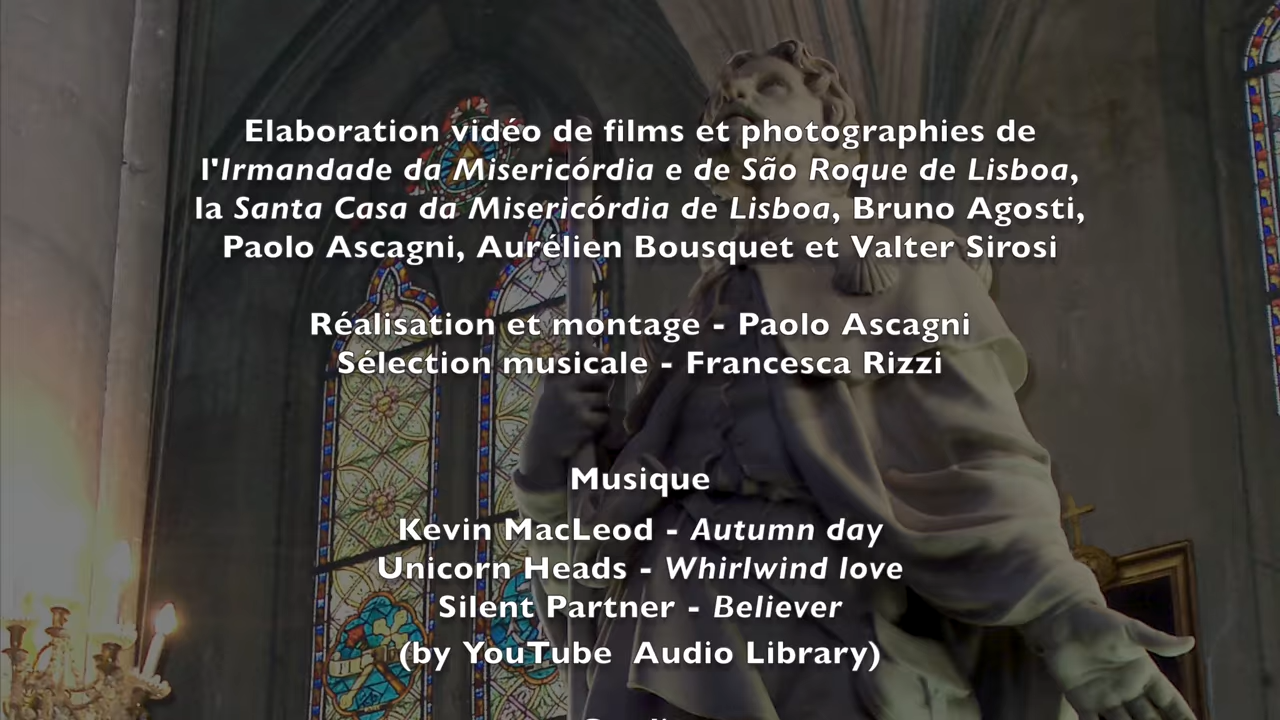 Elaboration vidéo de films et photographies de
l'Irmandade da Misericórdia e de São Roque de Lisboa,
la Santa Casa da Misericórdia de Lisboa, Bruno Agosti,
Paolo Ascagni, Aurélien Bousquet et Valter Sirosi
Réalisation et montage - Paolo Ascagni
Sélection musicale - Francesca Rizzi
Musique
Kevin MacLeod - Autumn day
Unicorn Heads - Whirlwind love
Silent Partner - Believer
(by YouTube Audio Library)